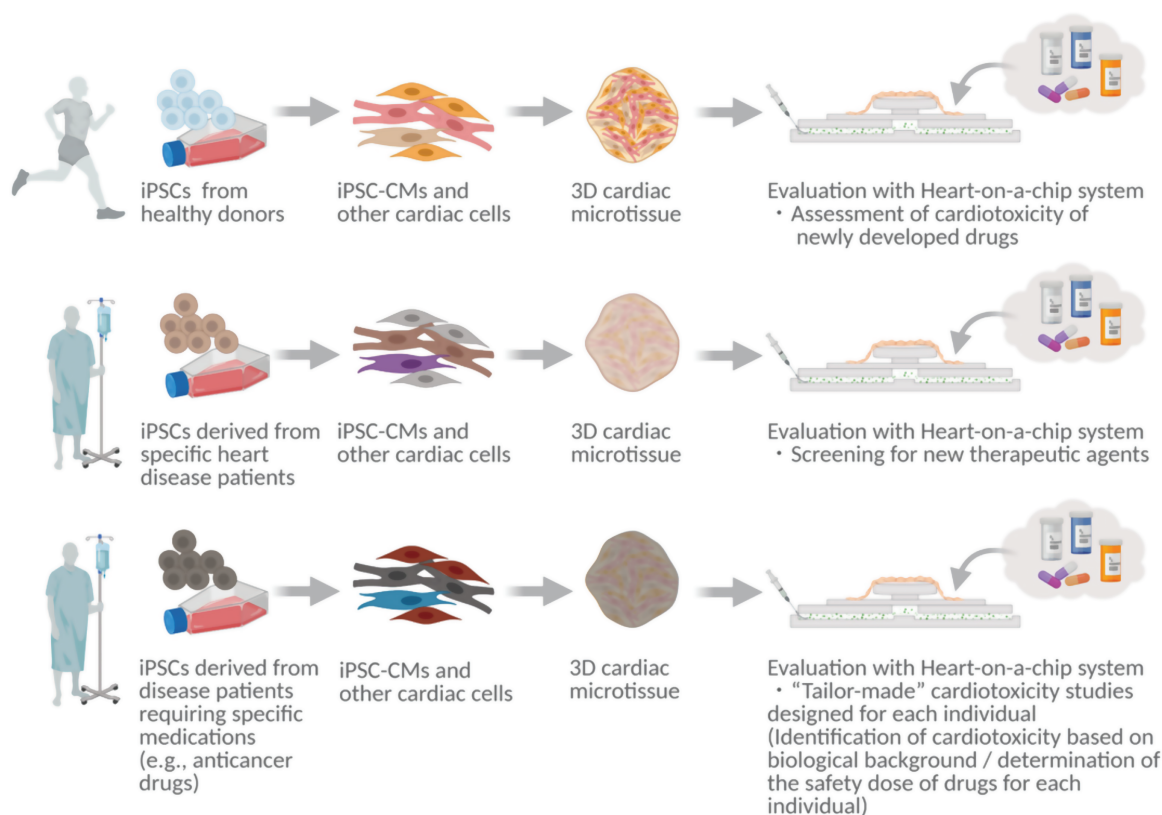 iPSCs from
healthy donors
iPSC-CMs and
other cardiac cells
3D cardiac
microtissue
Evaluation with Heart-on-a-chip system
・Assessment of cardiotoxicity of
newly developed drugs
iPSCs derived from
specific heart
disease patients
iPSC-CMs and
other cardiac cells
3D cardiac
microtissue
Evaluation with Heart-on-a-chip system
・Screening for new therapeutic agents
iPSCs derived from
disease patients
requiring specific
medications
(e.g., anticancer
drugs)
iPSC-CMs and
other cardiac cells
3D cardiac
microtissue
Evaluation with Heart-on-a-chip system
・“Tailor-made” cardiotoxicity studies
designed for each individual
(Identification of cardiotoxicity based on
biological background / determination of
the safety dose of drugs for each
individual)